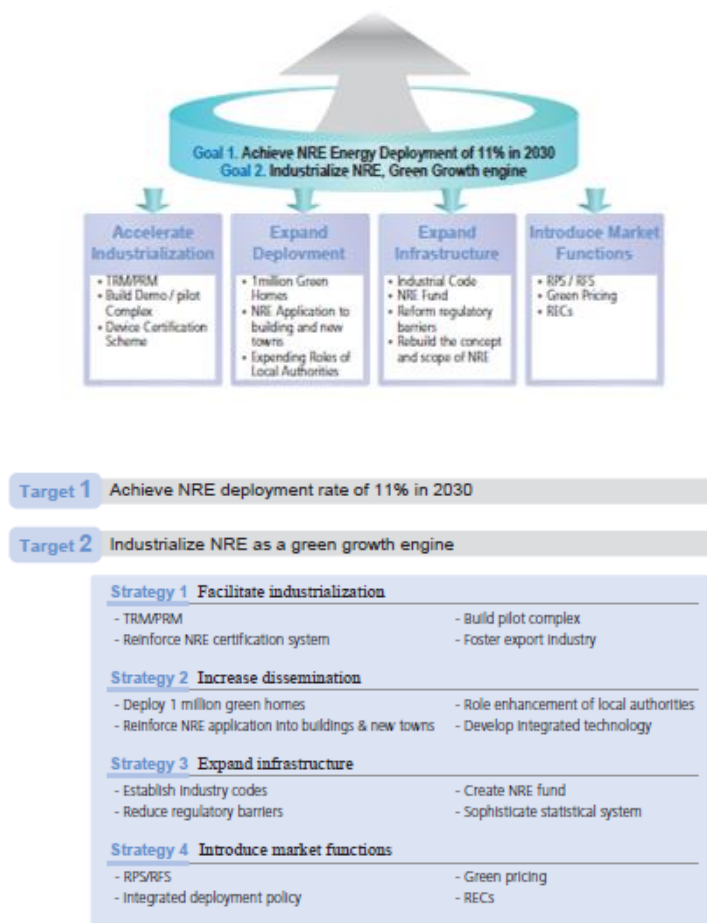 Goal 1. Achieve NRE Energy Deployment of 11% in 2030
Goal 2. Industrialize NRE, Green Growth engine
Accelerate
Industrialization
• TRM/PRM
• Build Demo / pilot
Complex
• Device Certification
Scheme
Expand
Deployment
• 1million Green
Homes
• NRE Application to
building and new
towns
• Expending Roles of
Local Authorities
Expand
Infrastructure
• Industrial Code
• NRE Fund
• Reform regulatory
barriers
• Rebuild the concept
and scope of NRE
Introduce Market
Functions
• RPS / RFS
• Green Pricing
• RECs
Target 1 Achieve NRE deployment rate of 11% in 2030
Target 2 Industrialize NRE as a green growth engine
Strategy 1 Facilitate industrialization
- TRM/PRM - Build pilot complex
- Reinforce NRE certification system - Foster export industry
Strategy 2 Increase dissemination
- Deploy 1 million green homes - Role enhancement of local authorities
- Reinforce NRE application into buildings & new towns - Develop integrated technology
Strategy 3 Expand infrastructure
- Establish industry codes - Create NRE fund
- Reduce regulatory barriers - Sophisticate statistical system
Strategy 4 Introduce market functions
- RPS/RFS - Green pricing
- Integrated deployment policy - RECs